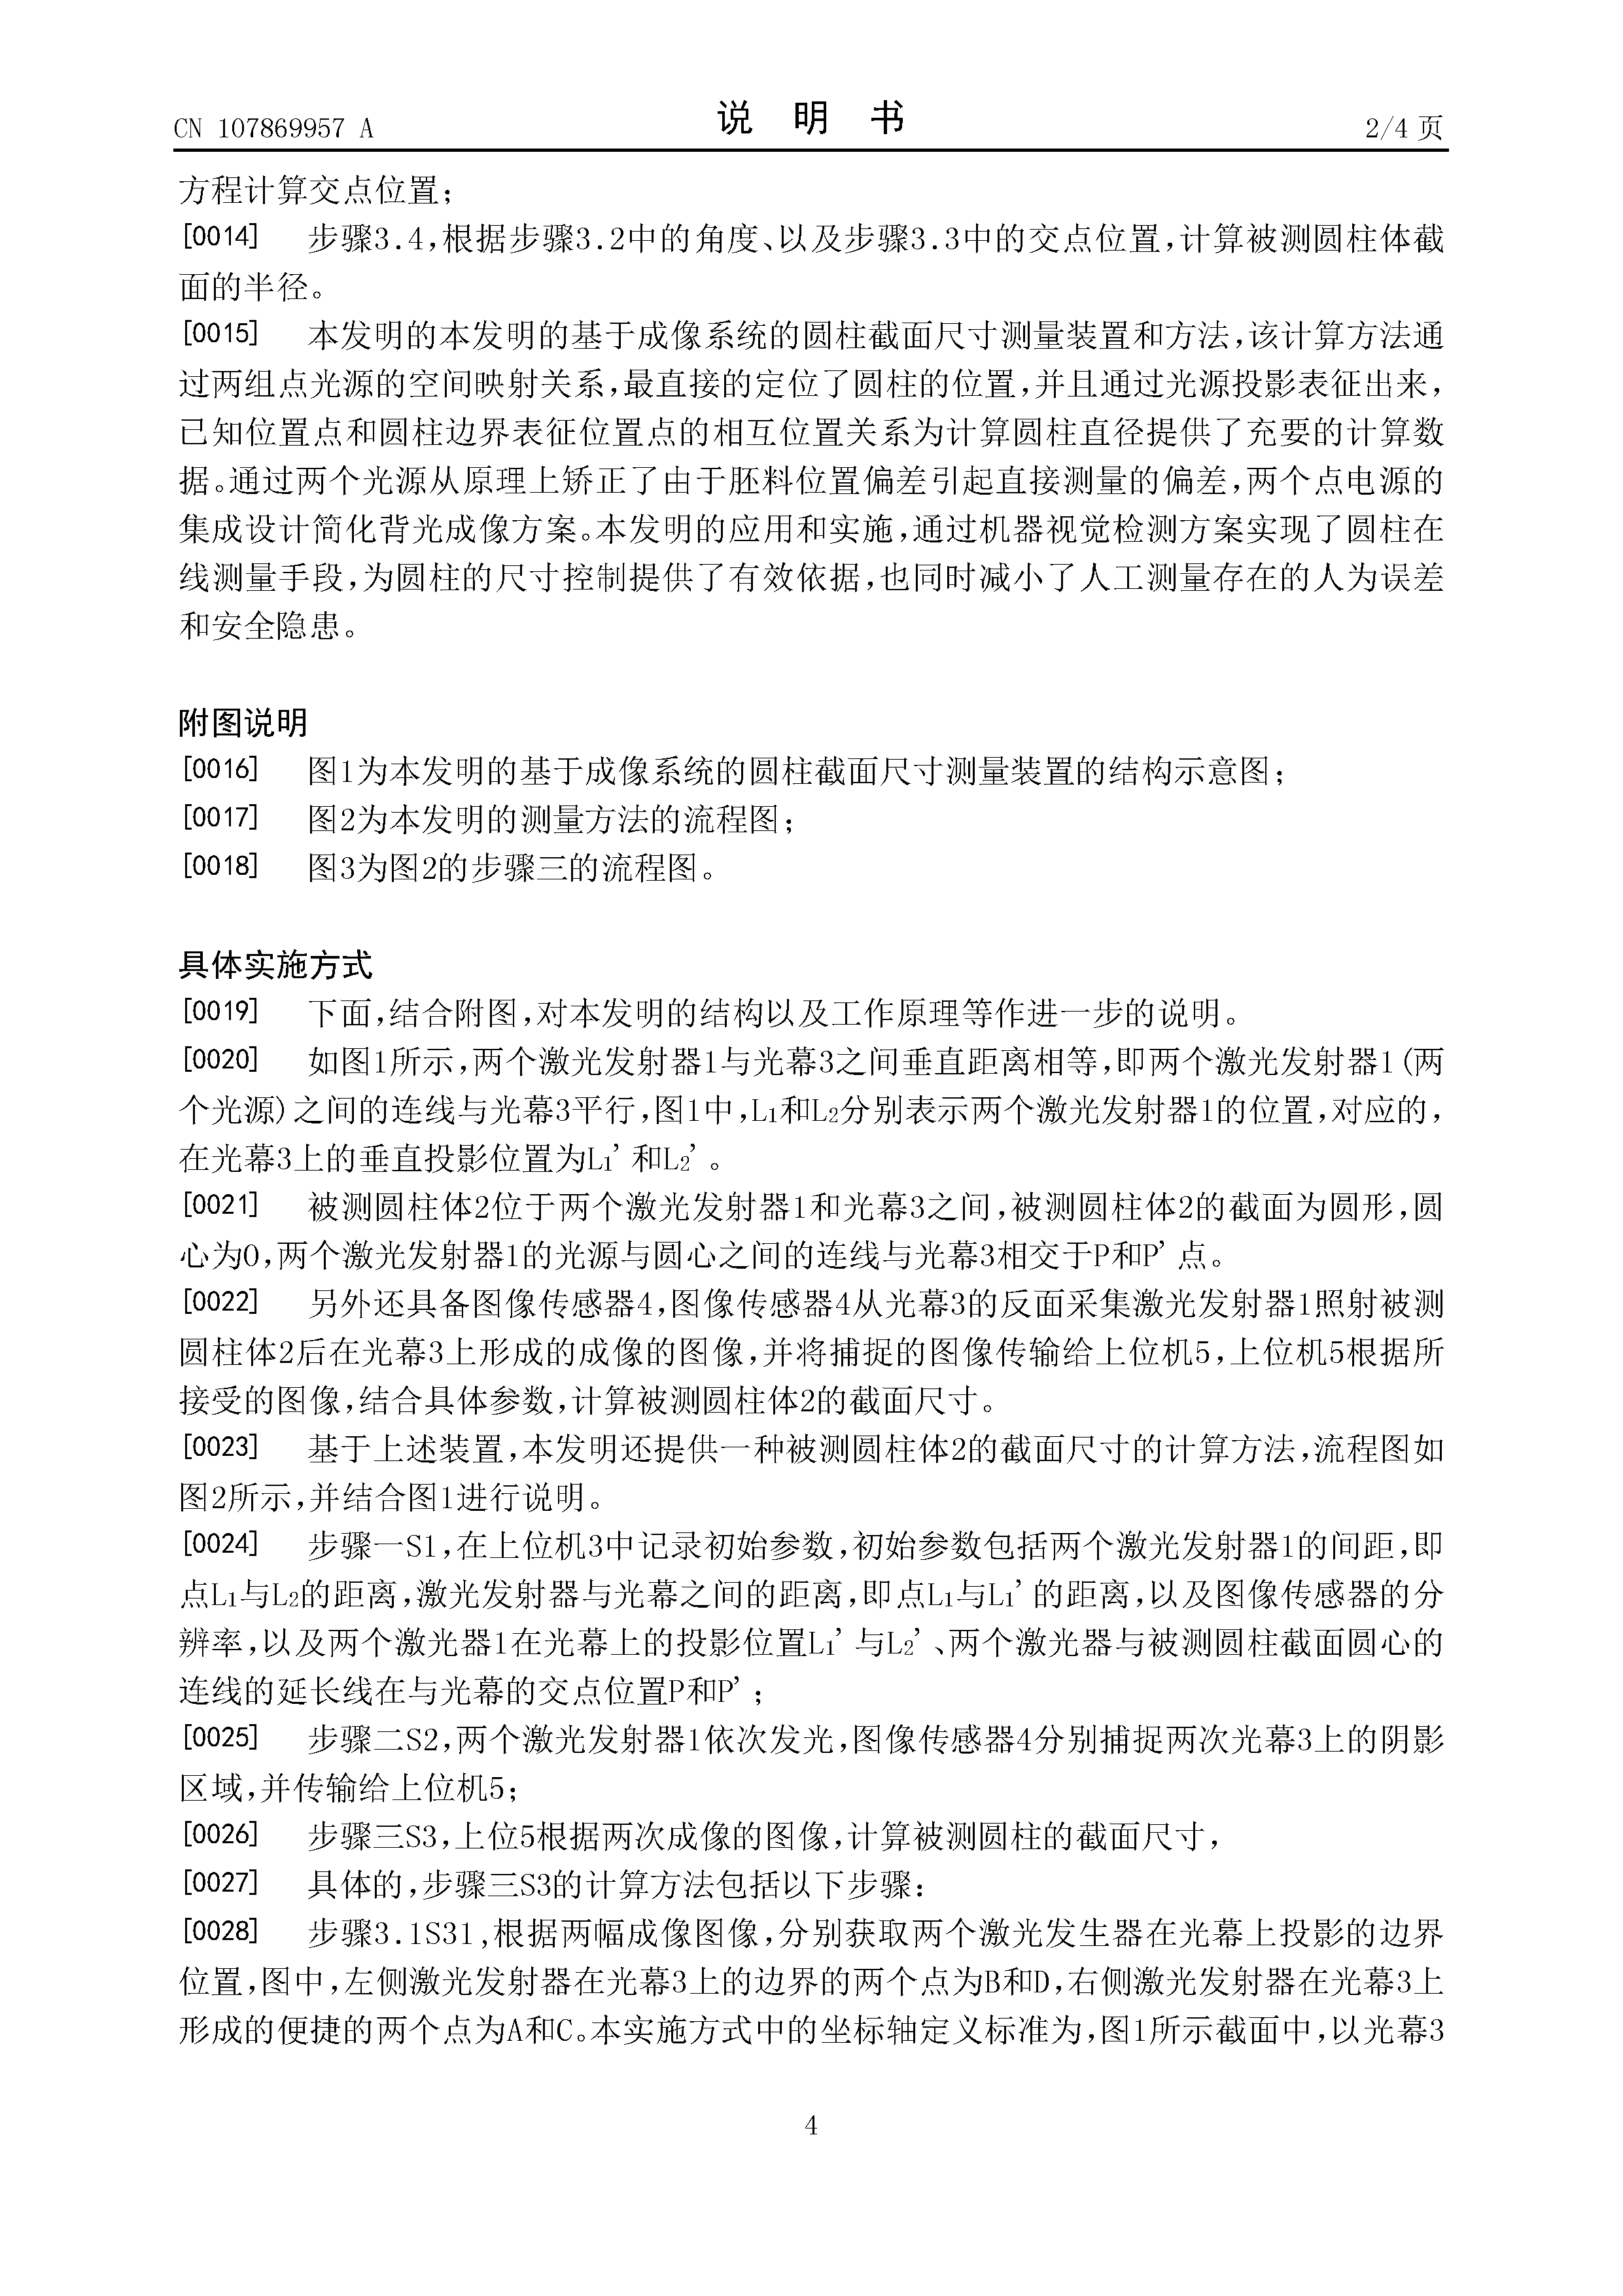 CN 107869957 A
说 明 书
2/4 页
方程计算交点位置;
[0014] 步骤3.4,根据步骤3.2中的角度、以及步骤3.3中的交点位置,计算被测圆柱体截
面的半径。
[0015] 本发明的本发明的基于成像系统的圆柱截面尺寸测量装置和方法,该计算方法通
过两组点光源的空间映射关系,最直接的定位了圆柱的位置,并且通过光源投影表征出来,
已知位置点和圆柱边界表征位置点的相互位置关系为计算圆柱直径提供了充要的计算数
据。通过两个光源从原理上矫正了由于胚料位置偏差引起直接测量的偏差,两个点电源的
集成设计简化背光成像方案。本发明的应用和实施,通过机器视觉检测方案实现了圆柱在
线测量手段,为圆柱的尺寸控制提供了有效依据,也同时减小了人工测量存在的人为误差
和安全隐患。
附图说明
[0016] 图1为本发明的基于成像系统的圆柱截面尺寸测量装置的结构示意图;
[0017] 图2为本发明的测量方法的流程图;
[0018] 图3为图2的步骤三的流程图。
具体实施方式
[0019] 下面,结合附图,对本发明的结构以及工作原理等作进一步的说明。
[0020] 如图1所示,两个激光发射器1与光幕3之间垂直距离相等,即两个激光发射器1(两
个光源)之间的连线与光幕3平行,图1中,L1和L2分别表示两个激光发射器1的位置,对应的,
在光幕3上的垂直投影位置为L1’和L2’。
[0021] 被测圆柱体2位于两个激光发射器1和光幕3之间,被测圆柱体2的截面为圆形,圆
心为O,两个激光发射器1的光源与圆心之间的连线与光幕3相交于P和P’点。
[0022] 另外还具备图像传感器4,图像传感器4从光幕3的反面采集激光发射器1照射被测
圆柱体2后在光幕3上形成的成像的图像,并将捕捉的图像传输给上位机5,上位机5根据所
接受的图像,结合具体参数,计算被测圆柱体2的截面尺寸。
[0023] 基于上述装置,本发明还提供一种被测圆柱体2的截面尺寸的计算方法,流程图如
图2所示,并结合图1进行说明。
[0024] 步骤一S1,在上位机3中记录初始参数,初始参数包括两个激光发射器1的间距,即
点L1与L2的距离,激光发射器与光幕之间的距离,即点L1与L1’的距离,以及图像传感器的分
辨率,以及两个激光器1在光幕上的投影位置L1’与L2’、两个激光器与被测圆柱截面圆心的
连线的延长线在与光幕的交点位置P和P’;
[0025] 步骤二S2,两个激光发射器1依次发光,图像传感器4分别捕捉两次光幕3上的阴影
区域,并传输给上位机5;
[0026] 步骤三S3,上位5根据两次成像的图像,计算被测圆柱的截面尺寸,
[0027] 具体的,步骤三S3的计算方法包括以下步骤:
[0028] 步骤3.1S31,根据两幅成像图像,分别获取两个激光发生器在光幕上投影的边界
位置,图中,左侧激光发射器在光幕3上的边界的两个点为B和D,右侧激光发射器在光幕3上
形成的便捷的两个点为A和C。本实施方式中的坐标轴定义标准为,图1所示截面中,以光幕3
4